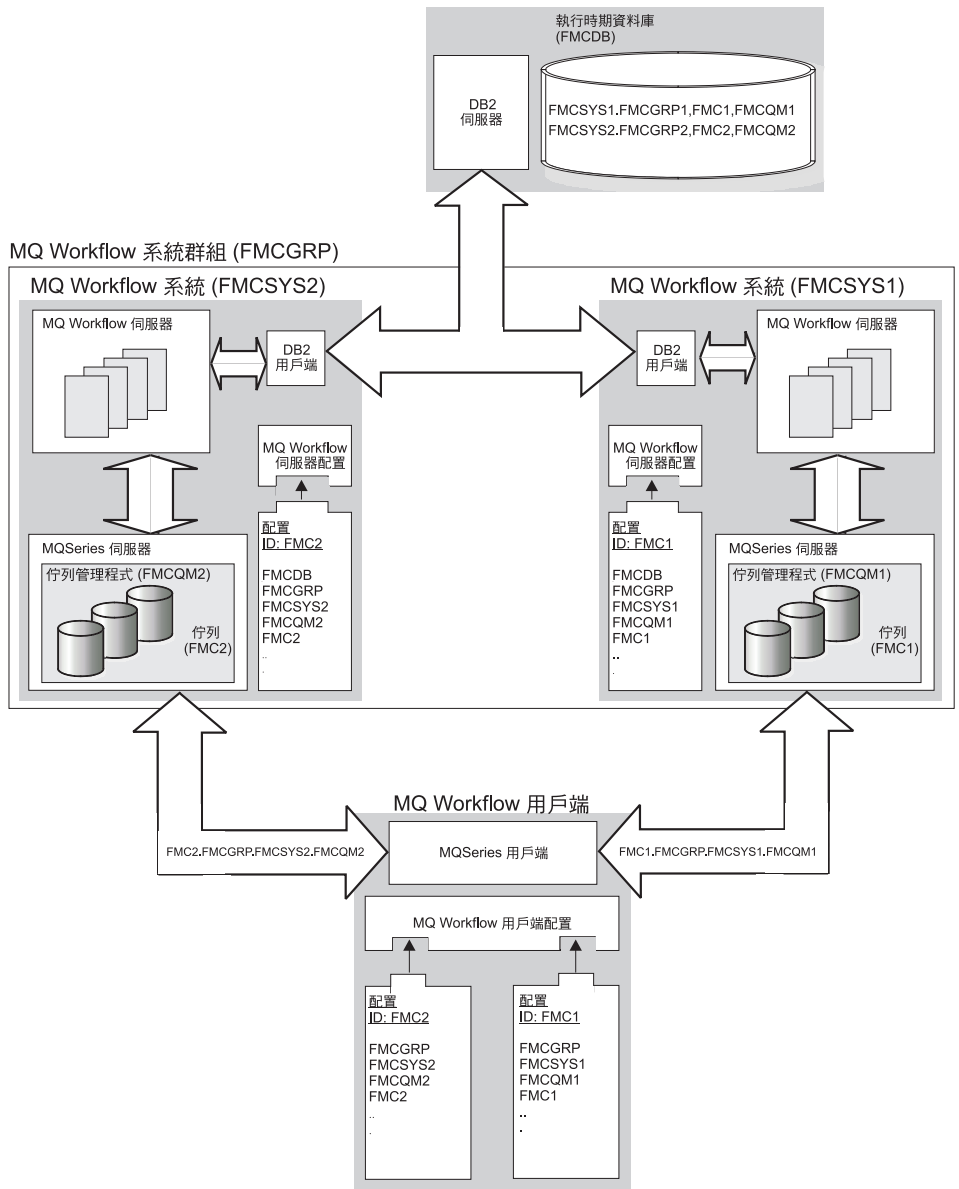 執行時期資料庫
(FMCDB)
DB2
伺服器
FMCSYS1.FMCGRP1,FMC1,FMCQM1
FMCSYS2.FMCGRP2,FMC2,FMCQM2
MQ Workflow 系統群組 (FMCGRP)
MQ Workflow 系統 (FMCSYS2)
MQ Workflow 伺服器
DB2
用戶端
MQ Workflow
伺服器配置
配置
ID: FMC2
FMCDB
FMCGRP
FMCSYS2
FMCQM2
FMC2
..
.
MQSeries 伺服器
佇列管理程式 (FMCQM2)
佇列
(FMC2)
MQ Workflow 系統 (FMCSYS1)
DB2
用戶端
MQ Workflow 伺服器
MQ Workflow
伺服器配置
配置
ID: FMC1
FMCDB
FMCGRP
FMCSYS1
FMCQM1
FMC1
..
.
MQSeries 伺服器
佇列管理程式 (FMCQM1)
佇列
(FMC1)
MQ Workflow 用戶端
FMC2.FMCGRP.FMCSYS2.FMCQM2
MQSeries 用戶端
FMC1.FMCGRP.FMCSYS1.FMCQM1
MQ Workflow 用戶端配置
配置
ID: FMC2
FMCGRP
FMCSYS2
FMCQM2
FMC2
..
.
配置
ID: FMC1
FMCGRP
FMCSYS1
FMCQM1
FMC1
..
.